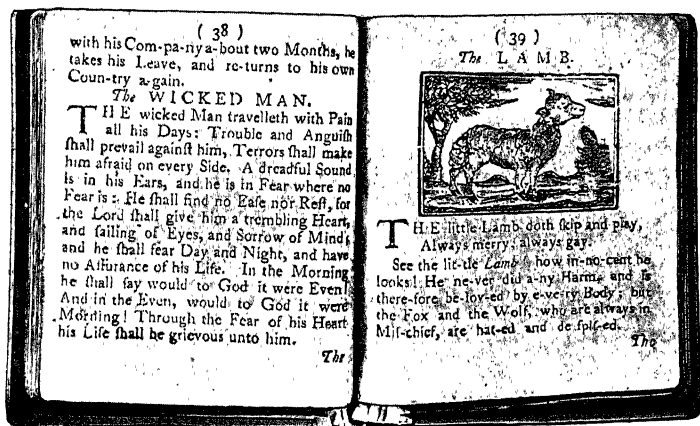 ( 38 )
with his Com-pa-ny a-bout two Months, he
takes his Leave, and re-turns to his own
Coun-try a-gain.
The WICKED MAN.
THE wicked Man travelleth with Pain
all his Days: Trouble and Anguiſh
ſhall prevail againſt him, Terrors ſhall make
him afraid on every Side. A dreadful Sound
is in his Ears, and he is in Fear where no
Fear is: He ſhall find no Eaſe nor Reſt, for
the Lord ſhall give him a trembling Heart,
and failing of Eyes, and Sorrow of Mind,
and he ſhall fear Day and Night, and have
no Aſſurance of his Life. In the Morning
he ſhall ſay would to God it were Even!
And in the Even, would to God it were
Morning! Through the Fear of his Heart
his Life ſhall be grievous unto him.
The
( 39 )
The LAMB.
THE little Lamb doth ſkip and play,
Always merry, always gay.
See the lit-tle Lamb how in-no-cent he
looks! He ne-ver did a-ny Harm, and is
there-fore be-lov-ed by e-ve-ry Body; but
the Fox and the Wolf, who are always in
Miſ-chief, are hat-ed and de-ſpiſ-ed.
The